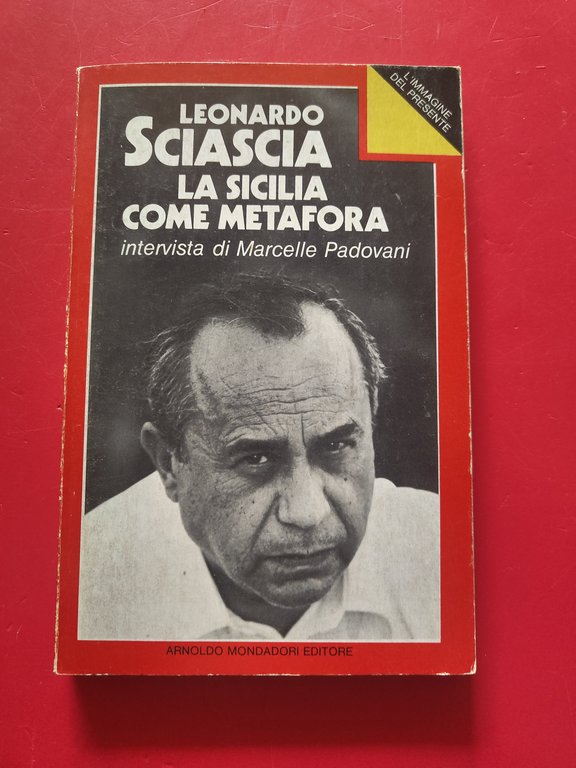 L'IMMAGINE
DEL PRESENTE
LEONARDO
SCIASCIA
LA SICILIA
COME METAFORA
intervista di Marcelle Padovani
ARNOLDO MONDADORI EDITORE